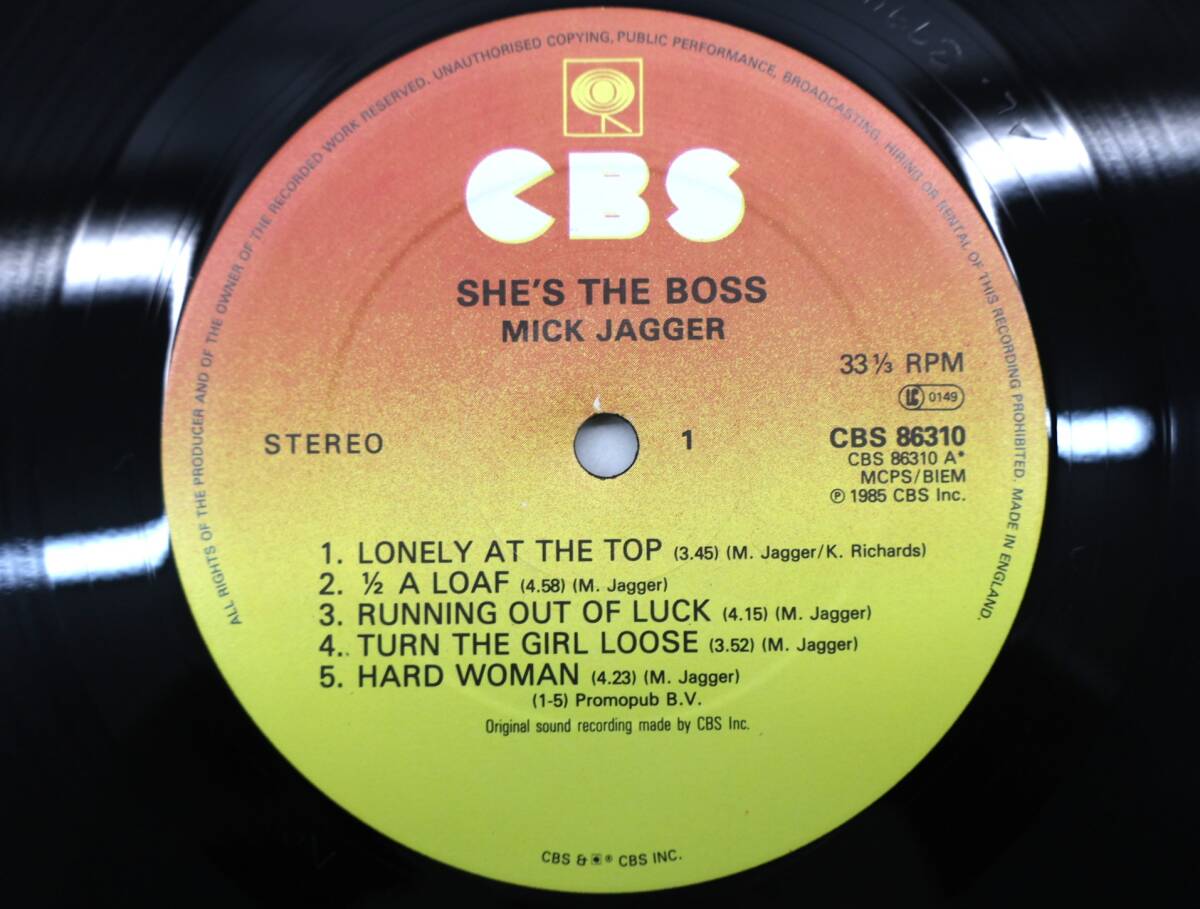 ALL RIGHTS OF THE PRODUCER AND OF THE OWNER OF THE RECORDED WORK RESERVED. UNAUTHORISED COPYING, PUBLIC PERFORMANCE, BROADCASTING, HIRING OR RENTAL OF THIS RECORDING PROHIBITED. MADE IN ENGLAND.
CBS
SHE'S THE BOSS
MICK JAGGER
33⅓ RPM
LC 0149
STEREO
1
CBS 86310
CBS 86310 A*
MCPS/BIEM
℗ 1985 CBS Inc.
1. LONELY AT THE TOP (3.45) (M. Jagger/K. Richards)
2. ½ A LOAF (4.58) (M. Jagger)
3. RUNNING OUT OF LUCK (4.15) (M. Jagger)
4. TURN THE GIRL LOOSE (3.52) (M. Jagger)
5. HARD WOMAN (4.23) (M. Jagger)
(1-5) Promopub B.V.
Original sound recording made by CBS Inc.
CBS & ® CBS INC.